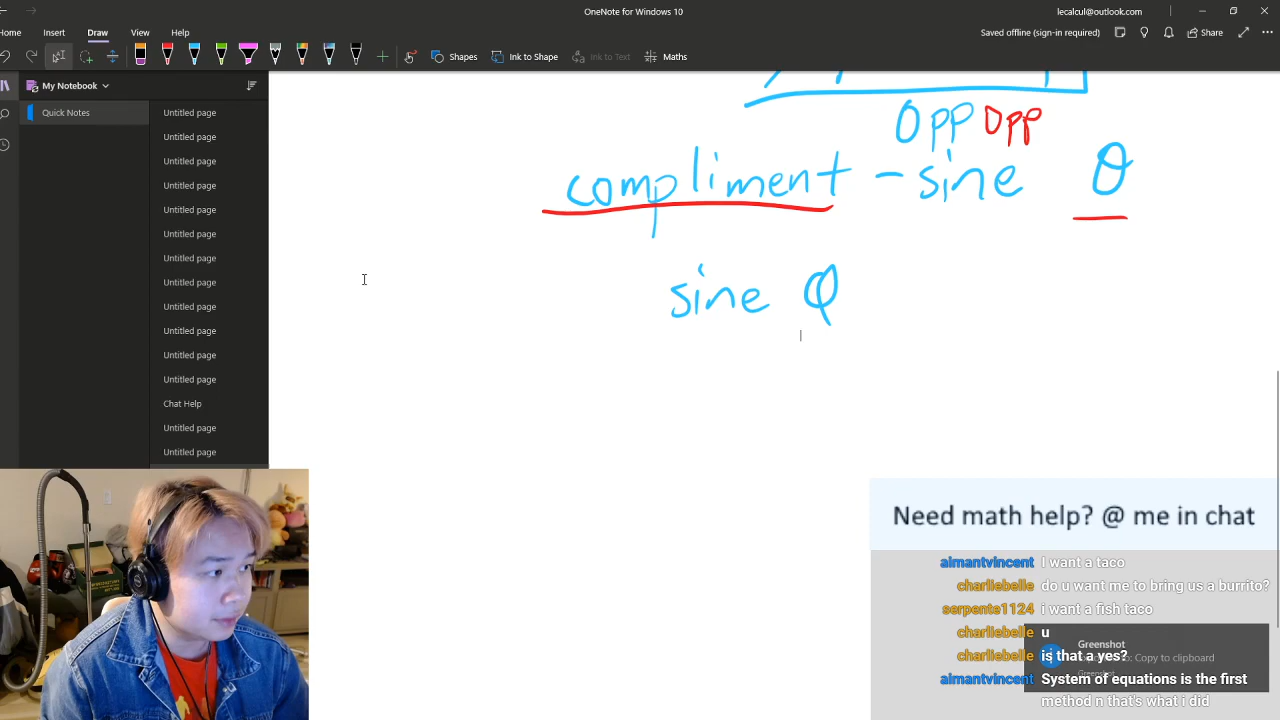 OneNote for Windows 10
lecalcul@outlook.com
Home Insert Draw View Help
Saved offline (sign-in required)
Share
Shapes
Ink to Shape
Ink to Text
Maths
My Notebook
Quick Notes
Untitled page
Untitled page
Untitled page
Untitled page
Untitled page
Untitled page
Untitled page
Untitled page
Untitled page
Untitled page
Untitled page
Untitled page
Chat Help
Untitled page
Untitled page
Opp Opp
compliment - sine θ
sine φ
Need math help? @ me in chat
aimantvincent I want a taco
charliebelle do u want me to bring us a burrito?
serpente1124 i want a fish taco
charliebelle u
Greenshot
charliebelle is that a yes?
to: Copy to clipboard
aimantvincent System of equations is the first
method n that's what i did